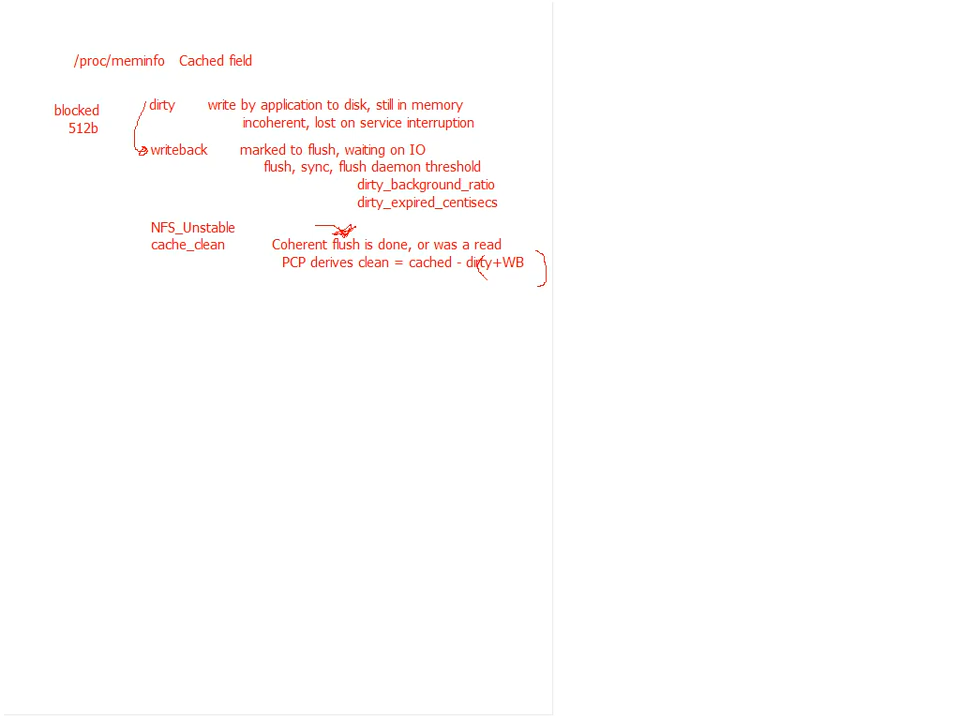 /proc/meminfo Cached field
blocked
512b
dirty write by application to disk, still in memory
incoherent, lost on service interruption
writeback marked to flush, waiting on IO
flush, sync, flush daemon threshold
dirty_background_ratio
dirty_expired_centisecs
NFS_Unstable
cache_clean Coherent flush is done, or was a read
PCP derives clean = cached - (dirty+WB)